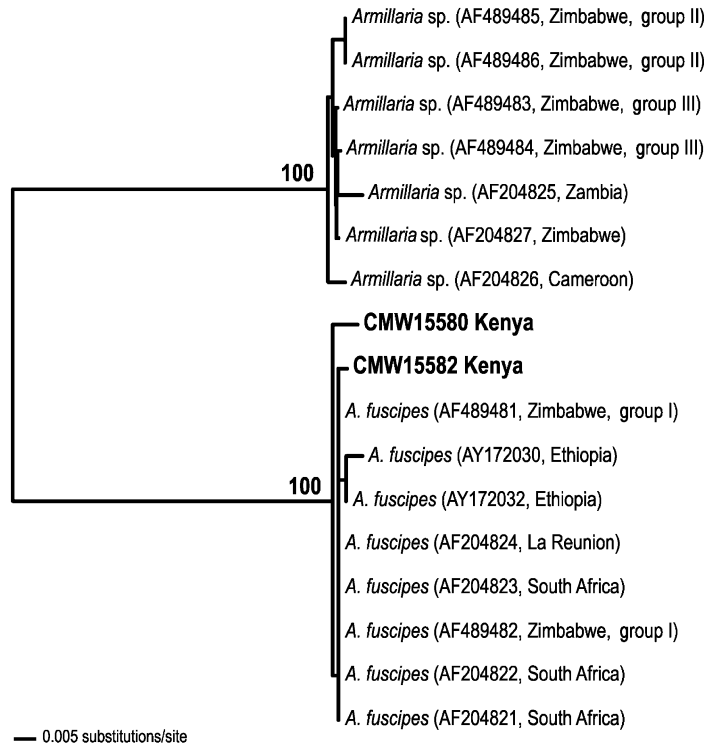 Armillaria sp. (AF489485, Zimbabwe, group II)
Armillaria sp. (AF489486, Zimbabwe, group II)
Armillaria sp. (AF489483, Zimbabwe, group III)
Armillaria sp. (AF489484, Zimbabwe, group III)
100
Armillaria sp. (AF204825, Zambia)
Armillaria sp. (AF204827, Zimbabwe)
Armillaria sp. (AF204826, Cameroon)
CMW15580 Kenya
CMW15582 Kenya
A. fuscipes (AF489481, Zimbabwe, group I)
A. fuscipes (AY172030, Ethiopia)
100
A. fuscipes (AY172032, Ethiopia)
A. fuscipes (AF204824, La Reunion)
A. fuscipes (AF204823, South Africa)
A. fuscipes (AF489482, Zimbabwe, group I)
A. fuscipes (AF204822, South Africa)
A. fuscipes (AF204821, South Africa)
0.005 substitutions/site